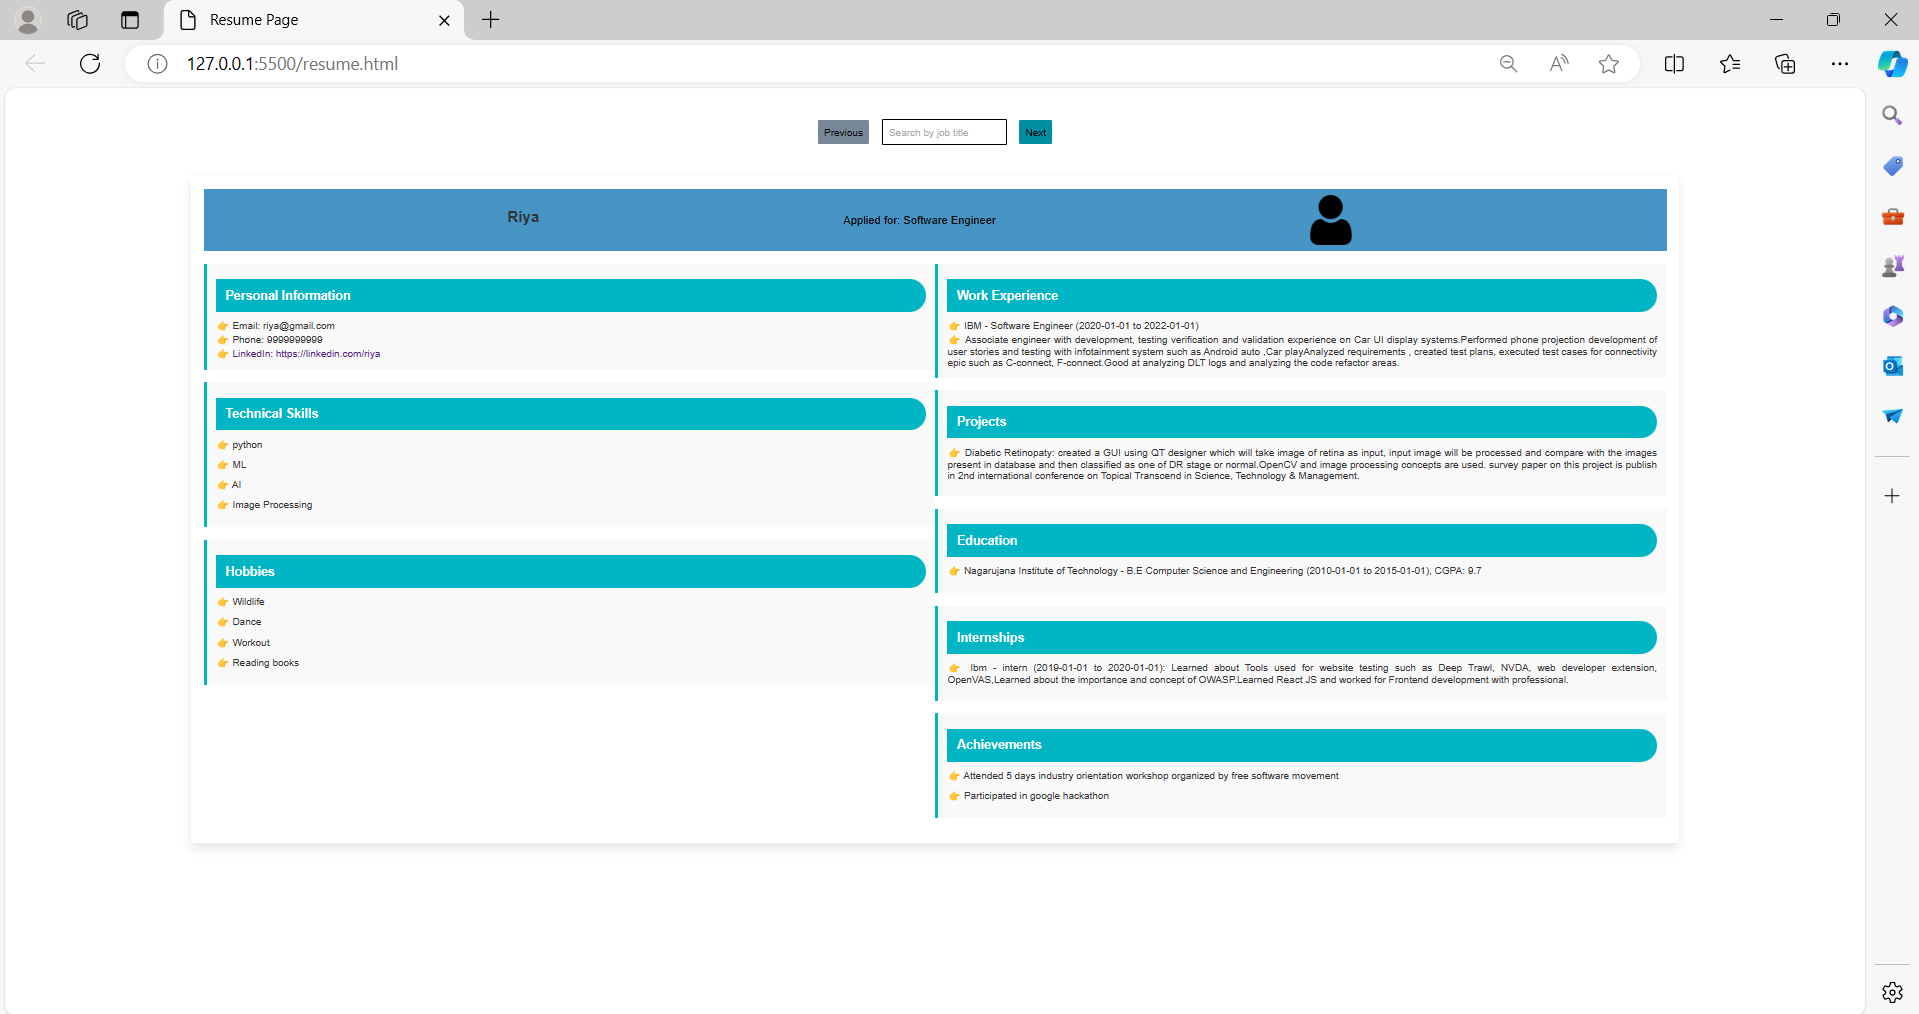 Resume Page
127.0.0.1:5500/resume.html
Previous
Search by job title
Next
Riya
Applied for: Software Engineer
Personal Information
👉 Email: riya@gmail.com
👉 Phone: 9999999999
👉 LinkedIn: https://linkedin.com/riya
Technical Skills
👉 python
👉 ML
👉 AI
👉 Image Processing
Hobbies
👉 Wildlife
👉 Dance
👉 Workout
👉 Reading books
Work Experience
👉 IBM - Software Engineer (2020-01-01 to 2022-01-01)
👉 Associate engineer with development, testing verification and validation experience on Car UI display systems.Performed phone projection development of
user stories and testing with infotainment system such as Android auto ,Car playAnalyzed requirements , created test plans, executed test cases for connectivity
epic such as C-connect, F-connect.Good at analyzing DLT logs and analyzing the code refactor areas.
Projects
👉 Diabetic Retinopaty: created a GUI using QT designer which will take image of retina as input, input image will be processed and compare with the images
present in database and then classified as one of DR stage or normal.OpenCV and image processing concepts are used. survey paper on this project is publish
in 2nd international conference on Topical Transcend in Science, Technology & Management.
Education
👉 Nagarujana Institute of Technology - B.E Computer Science and Engineering (2010-01-01 to 2015-01-01), CGPA: 9.7
Internships
👉 Ibm - intern (2019-01-01 to 2020-01-01): Learned about Tools used for website testing such as Deep Trawl, NVDA, web developer extension,
OpenVAS,Learned about the importance and concept of OWASP.Learned React JS and worked for Frontend development with professional.
Achievements
👉 Attended 5 days industry orientation workshop organized by free software movement
👉 Participated in google hackathon